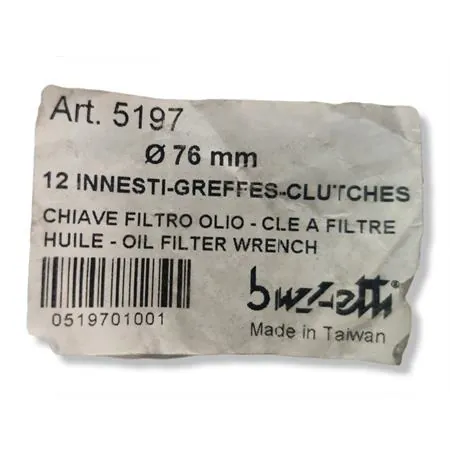 Art. 5197
Ø 76 mm
12 INNESTI-GREFFES-CLUTCHES
CHIAVE FILTRO OLIO - CLE A FILTRE
HUILE - OIL FILTER WRENCH
0519701001
buzzetti®
Made in Taiwan